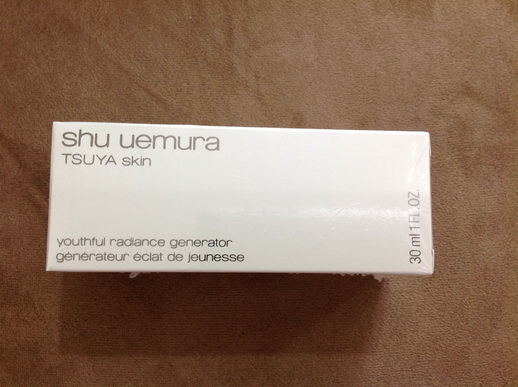 shu uemura
TSUYA skin
youthful radiance generator
générateur éclat de jeunesse
30 ml 1 FL.OZ.